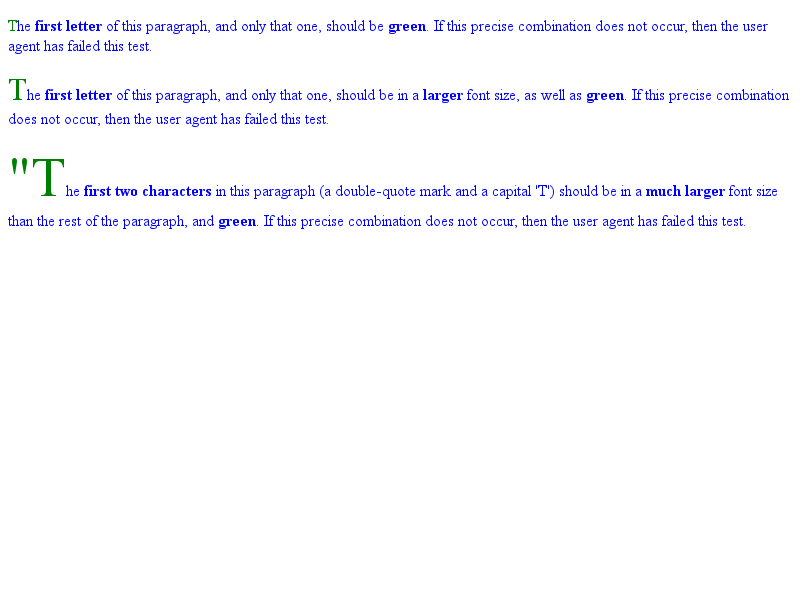 The first letter of this paragraph, and only that one, should be green. If this precise combination does not occur, then the user
agent has failed this test.
The first letter of this paragraph, and only that one, should be in a larger font size, as well as green. If this precise combination
does not occur, then the user agent has failed this test.
"The first two characters in this paragraph (a double-quote mark and a capital 'T') should be in a much larger font size
than the rest of the paragraph, and green. If this precise combination does not occur, then the user agent has failed this test.